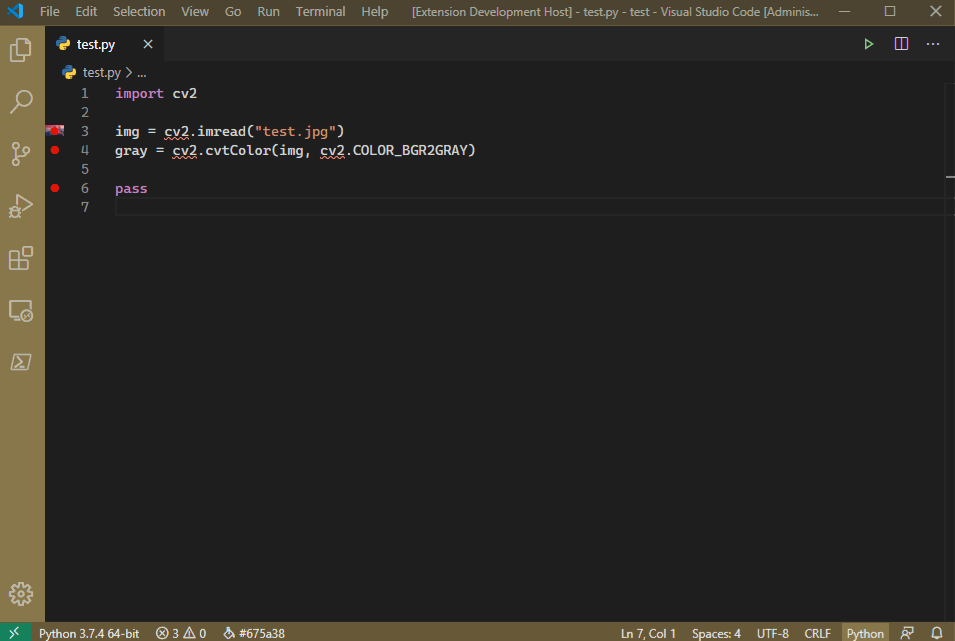 File Edit Selection View Go Run Terminal Help [Extension Development Host] - test.py - test - Visual Studio Code [Adminis...
test.py
test.py > ...
1 import cv2
2
3 img = cv2.imread("test.jpg")
4 gray = cv2.cvtColor(img, cv2.COLOR_BGR2GRAY)
5
6 pass
7
Python 3.7.4 64-bit 3 0 #675a38 Ln 7, Col 1 Spaces: 4 UTF-8 CRLF Python